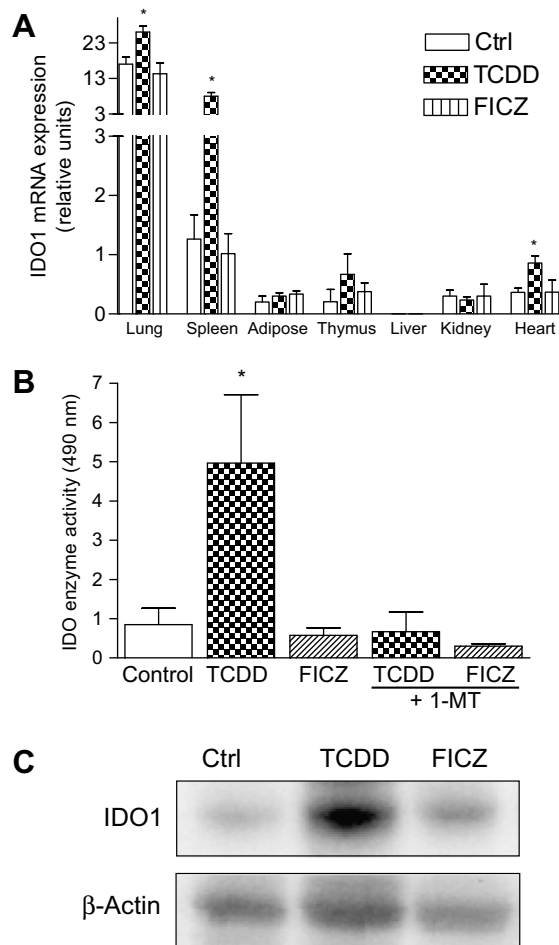 A
IDO1 mRNA expression
(relative units)
23
13
3
3
2
1
0
*
*
*
Ctrl
TCDD
FICZ
Lung Spleen Adipose Thymus Liver Kidney Heart
B
IDO enzyme activity (490 nm)
7
6
5
4
3
2
1
0
*
Control TCDD FICZ TCDD FICZ
+ 1-MT
C
Ctrl TCDD FICZ
IDO1
β-Actin